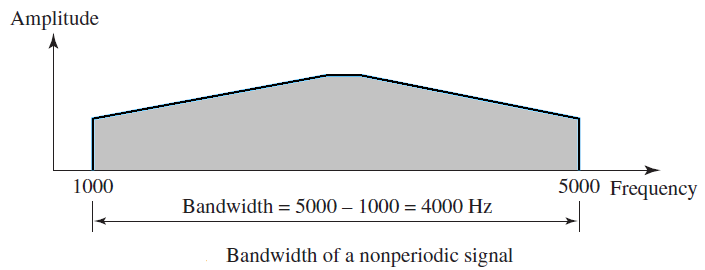 Amplitude
1000
5000 Frequency
Bandwidth = 5000 – 1000 = 4000 Hz
Bandwidth of a nonperiodic signal